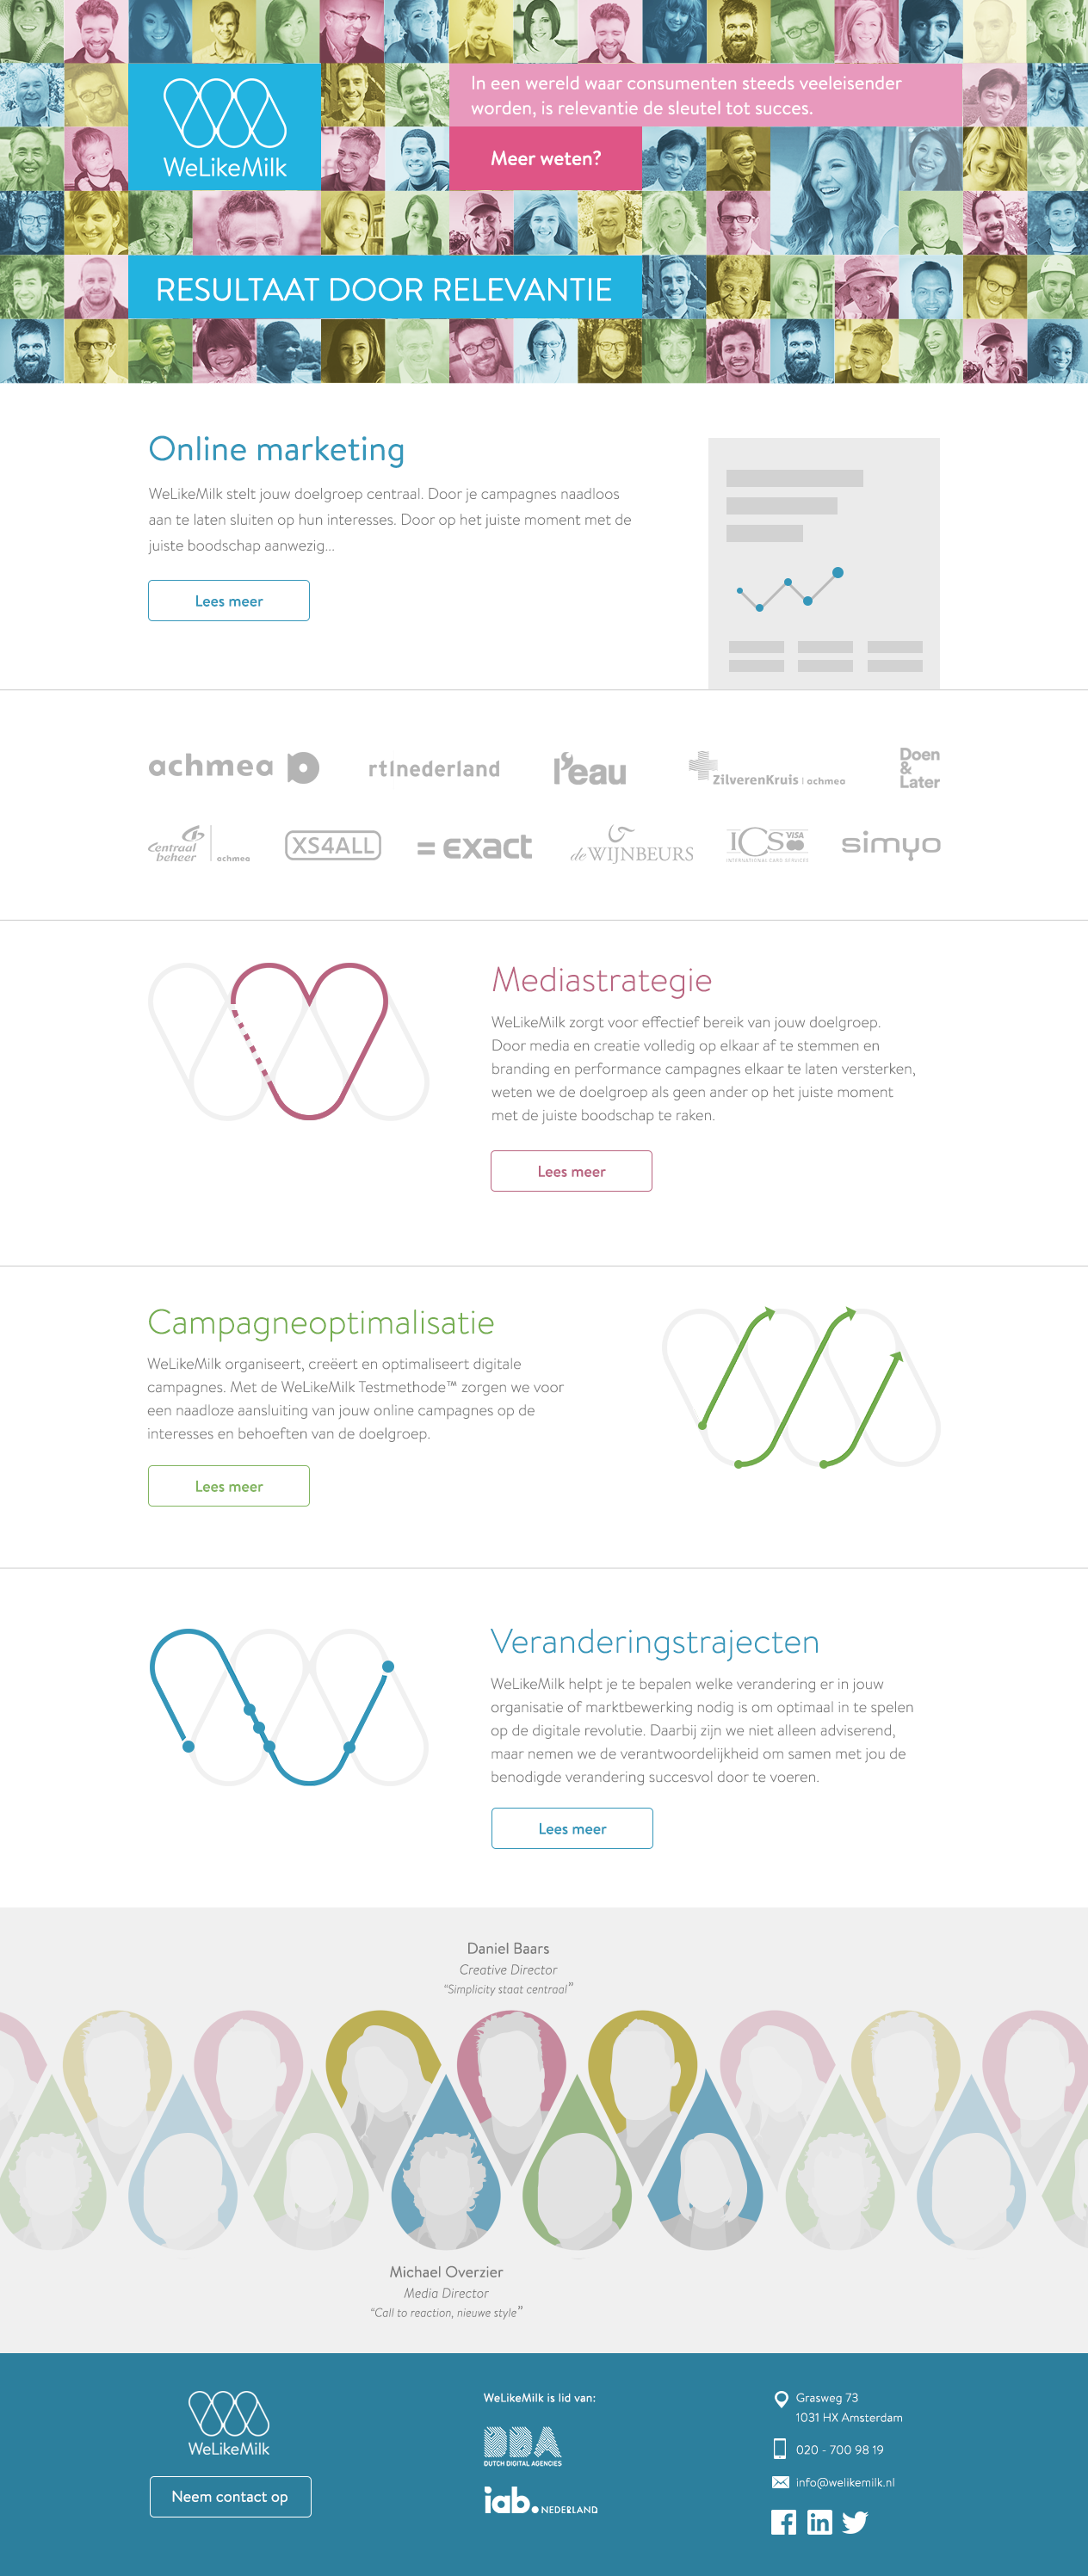 WeLikeMilk
In een wereld waar consumenten steeds veeleisender
worden, is relevantie de sleutel tot succes.
Meer weten?
RESULTAAT DOOR RELEVANTIE
Online marketing
WeLikeMilk stelt jouw doelgroep centraal. Door je campagnes naadloos
aan te laten sluiten op hun interesses. Door op het juiste moment met de
juiste boodschap aanwezig...
Lees meer
achmea
rtlnederland
l'eau
ZilverenKruis | achmea
Doen
&
Later
Centraal
beheer
achmea
XS4ALL
= exact
de WIJNBEURS
ICS VISA
INTERNATIONAL CARD SERVICES
simyo
Mediastrategie
WeLikeMilk zorgt voor effectief bereik van jouw doelgroep.
Door media en creatie volledig op elkaar af te stemmen en
branding en performance campagnes elkaar te laten versterken,
weten we de doelgroep als geen ander op het juiste moment
met de juiste boodschap te raken.
Lees meer
Campagneoptimalisatie
WeLikeMilk organiseert, creëert en optimaliseert digitale
campagnes. Met de WeLikeMilk Testmethode™ zorgen we voor
een naadloze aansluiting van jouw online campagnes op de
interesses en behoeften van de doelgroep.
Lees meer
Veranderingstrajecten
WeLikeMilk helpt je te bepalen welke verandering er in jouw
organisatie of marktbewerking nodig is om optimaal in te spelen
op de digitale revolutie. Daarbij zijn we niet alleen adviserend,
maar nemen we de verantwoordelijkheid om samen met jou de
benodigde verandering succesvol door te voeren.
Lees meer
Daniel Baars
Creative Director
“Simplicity staat centraal”
Michael Overzier
Media Director
“Call to reaction, nieuwe style”
WeLikeMilk
Neem contact op
WeLikeMilk is lid van:
DDA
DUTCH DIGITAL AGENCIES
iab. NEDERLAND
Grasweg 73
1031 HX Amsterdam
020 - 700 98 19
info@welikemilk.nl